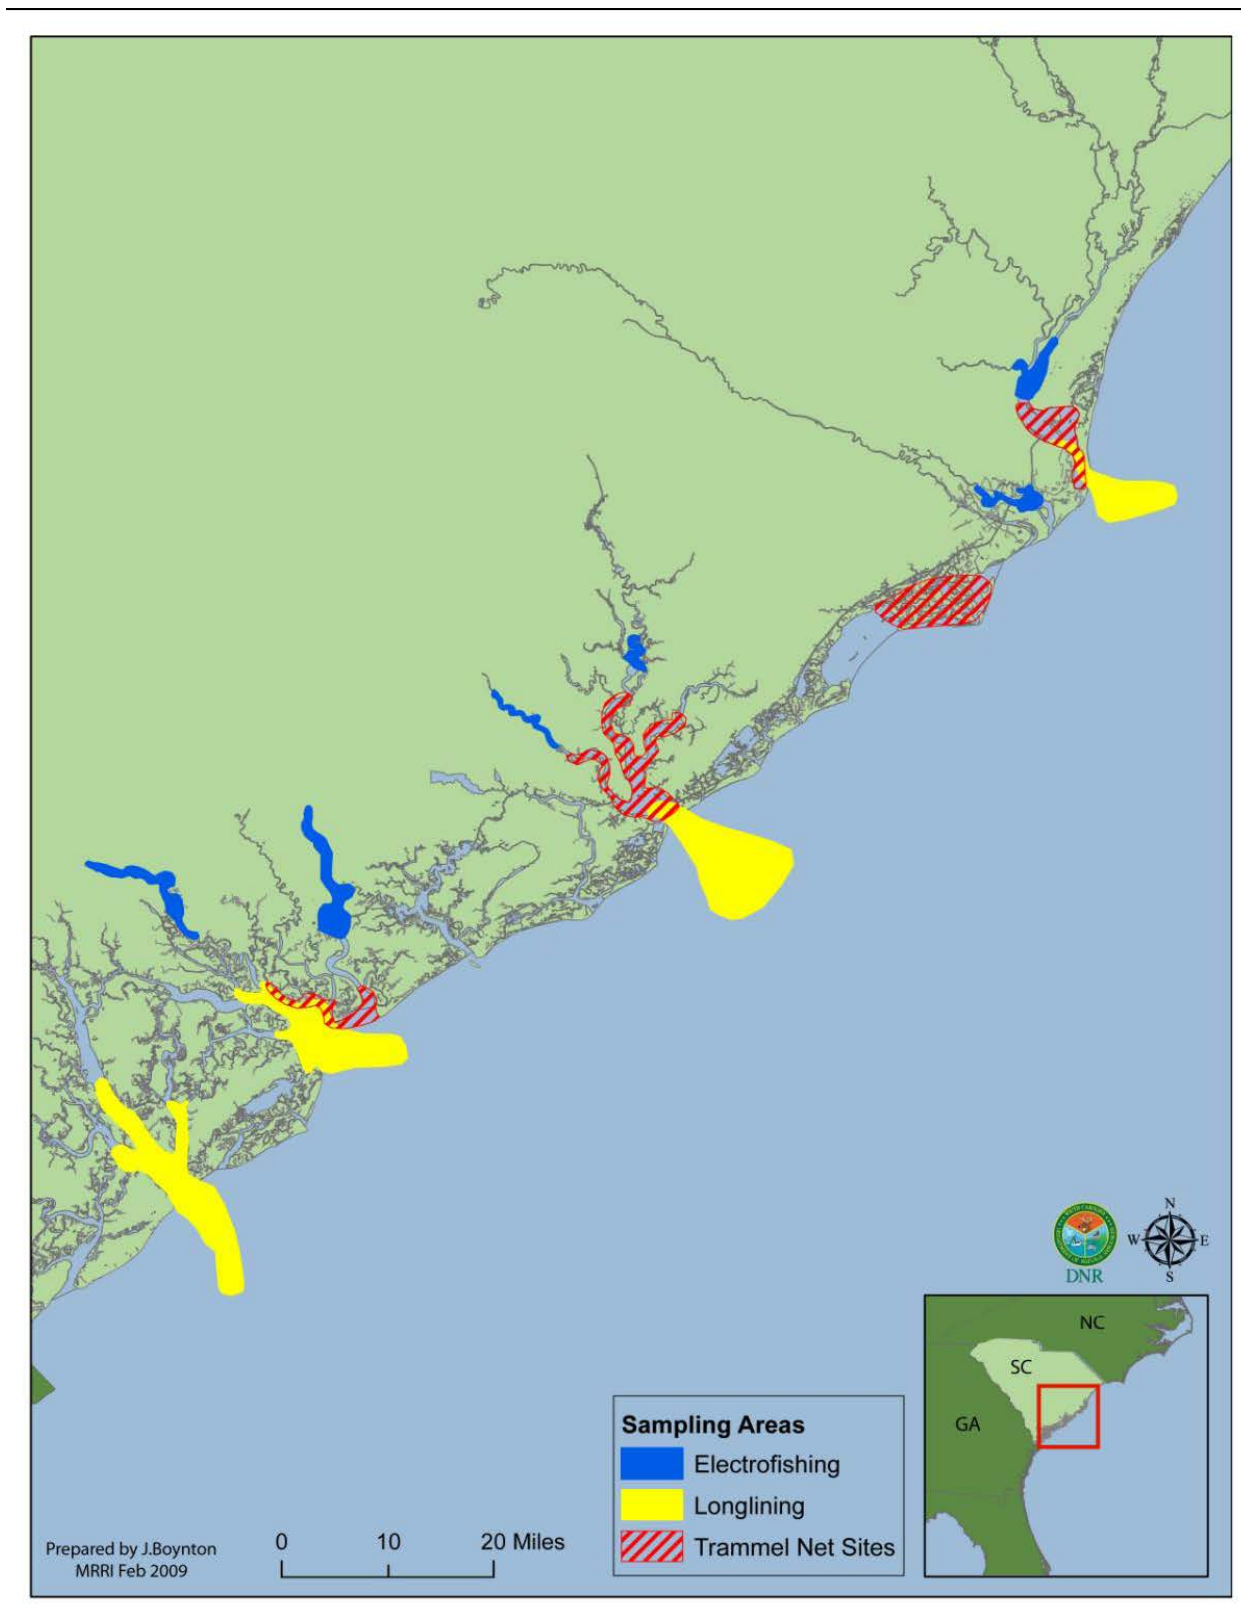 N
W E
S
DNR
NC
SC
GA
Sampling Areas
Electrofishing
Longlining
Trammel Net Sites
0 10 20 Miles
Prepared by J.Boynton
MRRI Feb 2009